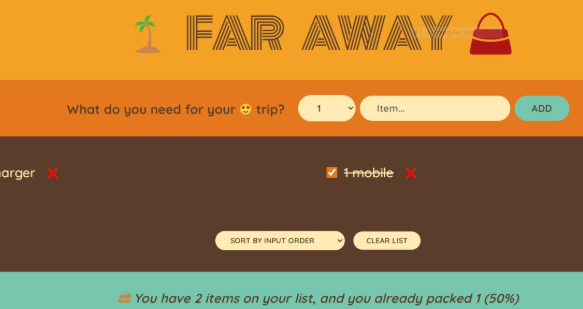 FAR AWAY
What do you need for your 😍 trip?
1
Item...
ADD
harger ❌
1 mobile ❌
SORT BY INPUT ORDER
CLEAR LIST
You have 2 items on your list, and you already packed 1 (50%)